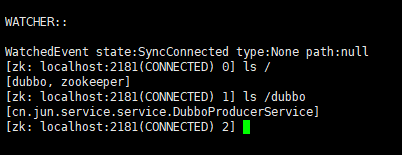 WATCHER::
WatchedEvent state:SyncConnected type:None path:null
[zk: localhost:2181(CONNECTED) 0] ls /
[dubbo, zookeeper]
[zk: localhost:2181(CONNECTED) 1] ls /dubbo
[cn.jun.service.service.DubboProducerService]
[zk: localhost:2181(CONNECTED) 2]